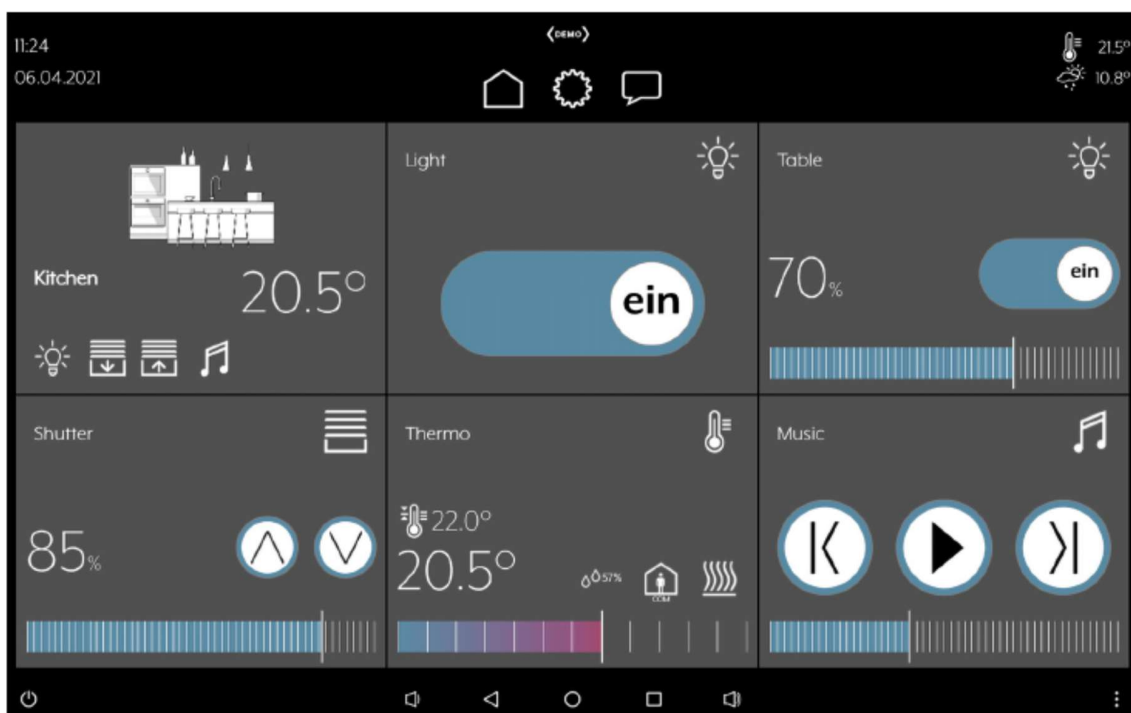 11:24
06.04.2021
DEMO
21.5°
10.8°
Kitchen
20.5°
Light
ein
Table
70%
ein
Shutter
85%
Thermo
22.0°
20.5°
57%
COM
Music